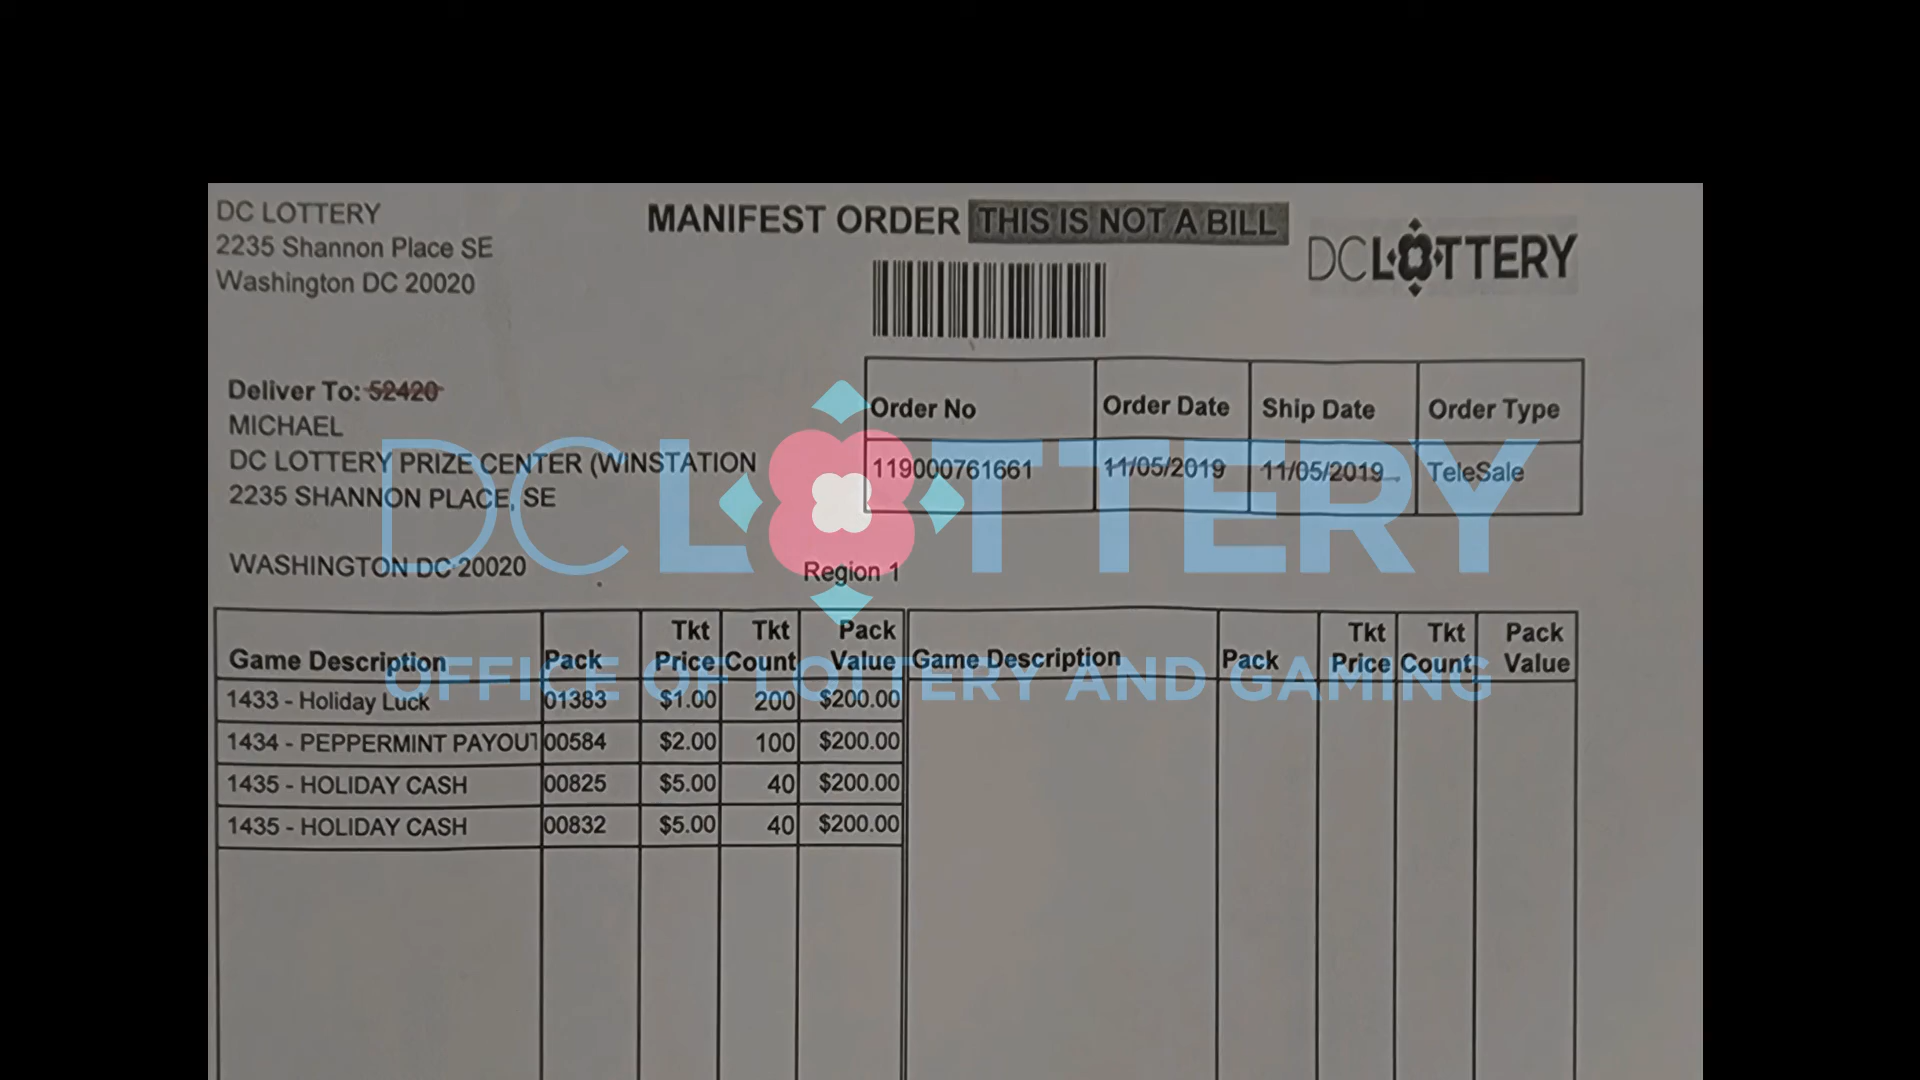 DC LOTTERY
2235 Shannon Place SE
Washington DC 20020
MANIFEST ORDER THIS IS NOT A BILL
DCLOTTERY
Deliver To: 52420
MICHAEL
DC LOTTERY PRIZE CENTER (WINSTATION
2235 SHANNON PLACE, SE
WASHINGTON DC 20020
Region 1
Order No Order Date Ship Date Order Type
119000761661 11/05/2019 11/05/2019 TeleSale
DCLOTTERY
OFFICE OF LOTTERY AND GAMING
Game Description Pack Tkt Price Tkt Count Pack Value Game Description Pack Tkt Price Tkt Count Pack Value
1433 - Holiday Luck 01383 $1.00 200 $200.00
1434 - PEPPERMINT PAYOUT 00584 $2.00 100 $200.00
1435 - HOLIDAY CASH 00825 $5.00 40 $200.00
1435 - HOLIDAY CASH 00832 $5.00 40 $200.00